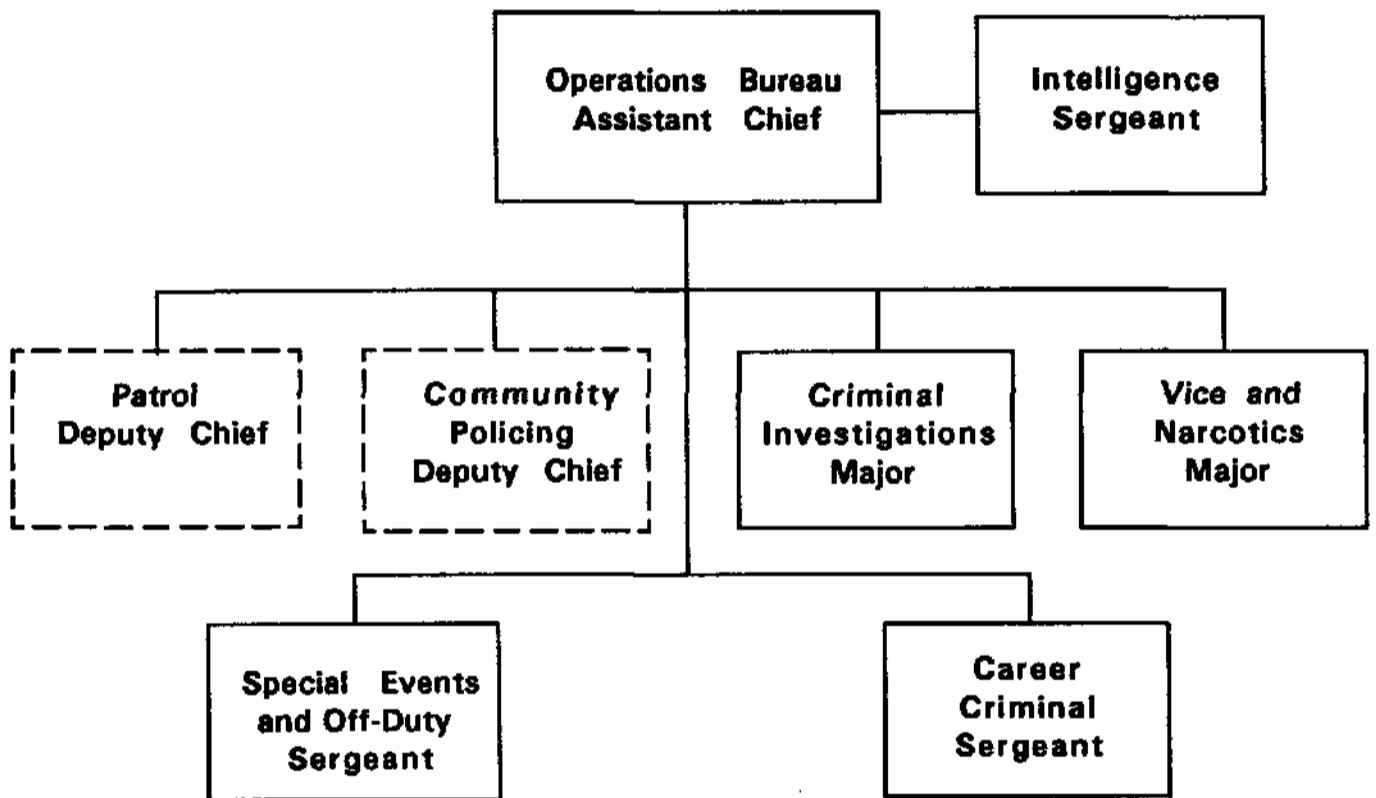 Operations Bureau
Assistant Chief
Intelligence
Sergeant
Patrol
Deputy Chief
Community
Policing
Deputy Chief
Criminal
Investigations
Major
Vice and
Narcotics
Major
Special Events
and Off-Duty
Sergeant
Career
Criminal
Sergeant